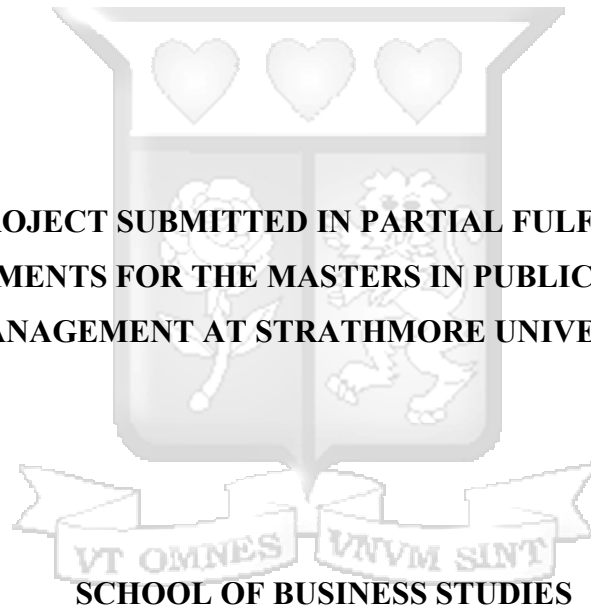 ROJECT SUBMITTED IN PARTIAL FULF
MENTS FOR THE MASTERS IN PUBLIC
ANAGEMENT AT STRATHMORE UNIVE
VT OMNES VNVM SINT
SCHOOL OF BUSINESS STUDIES